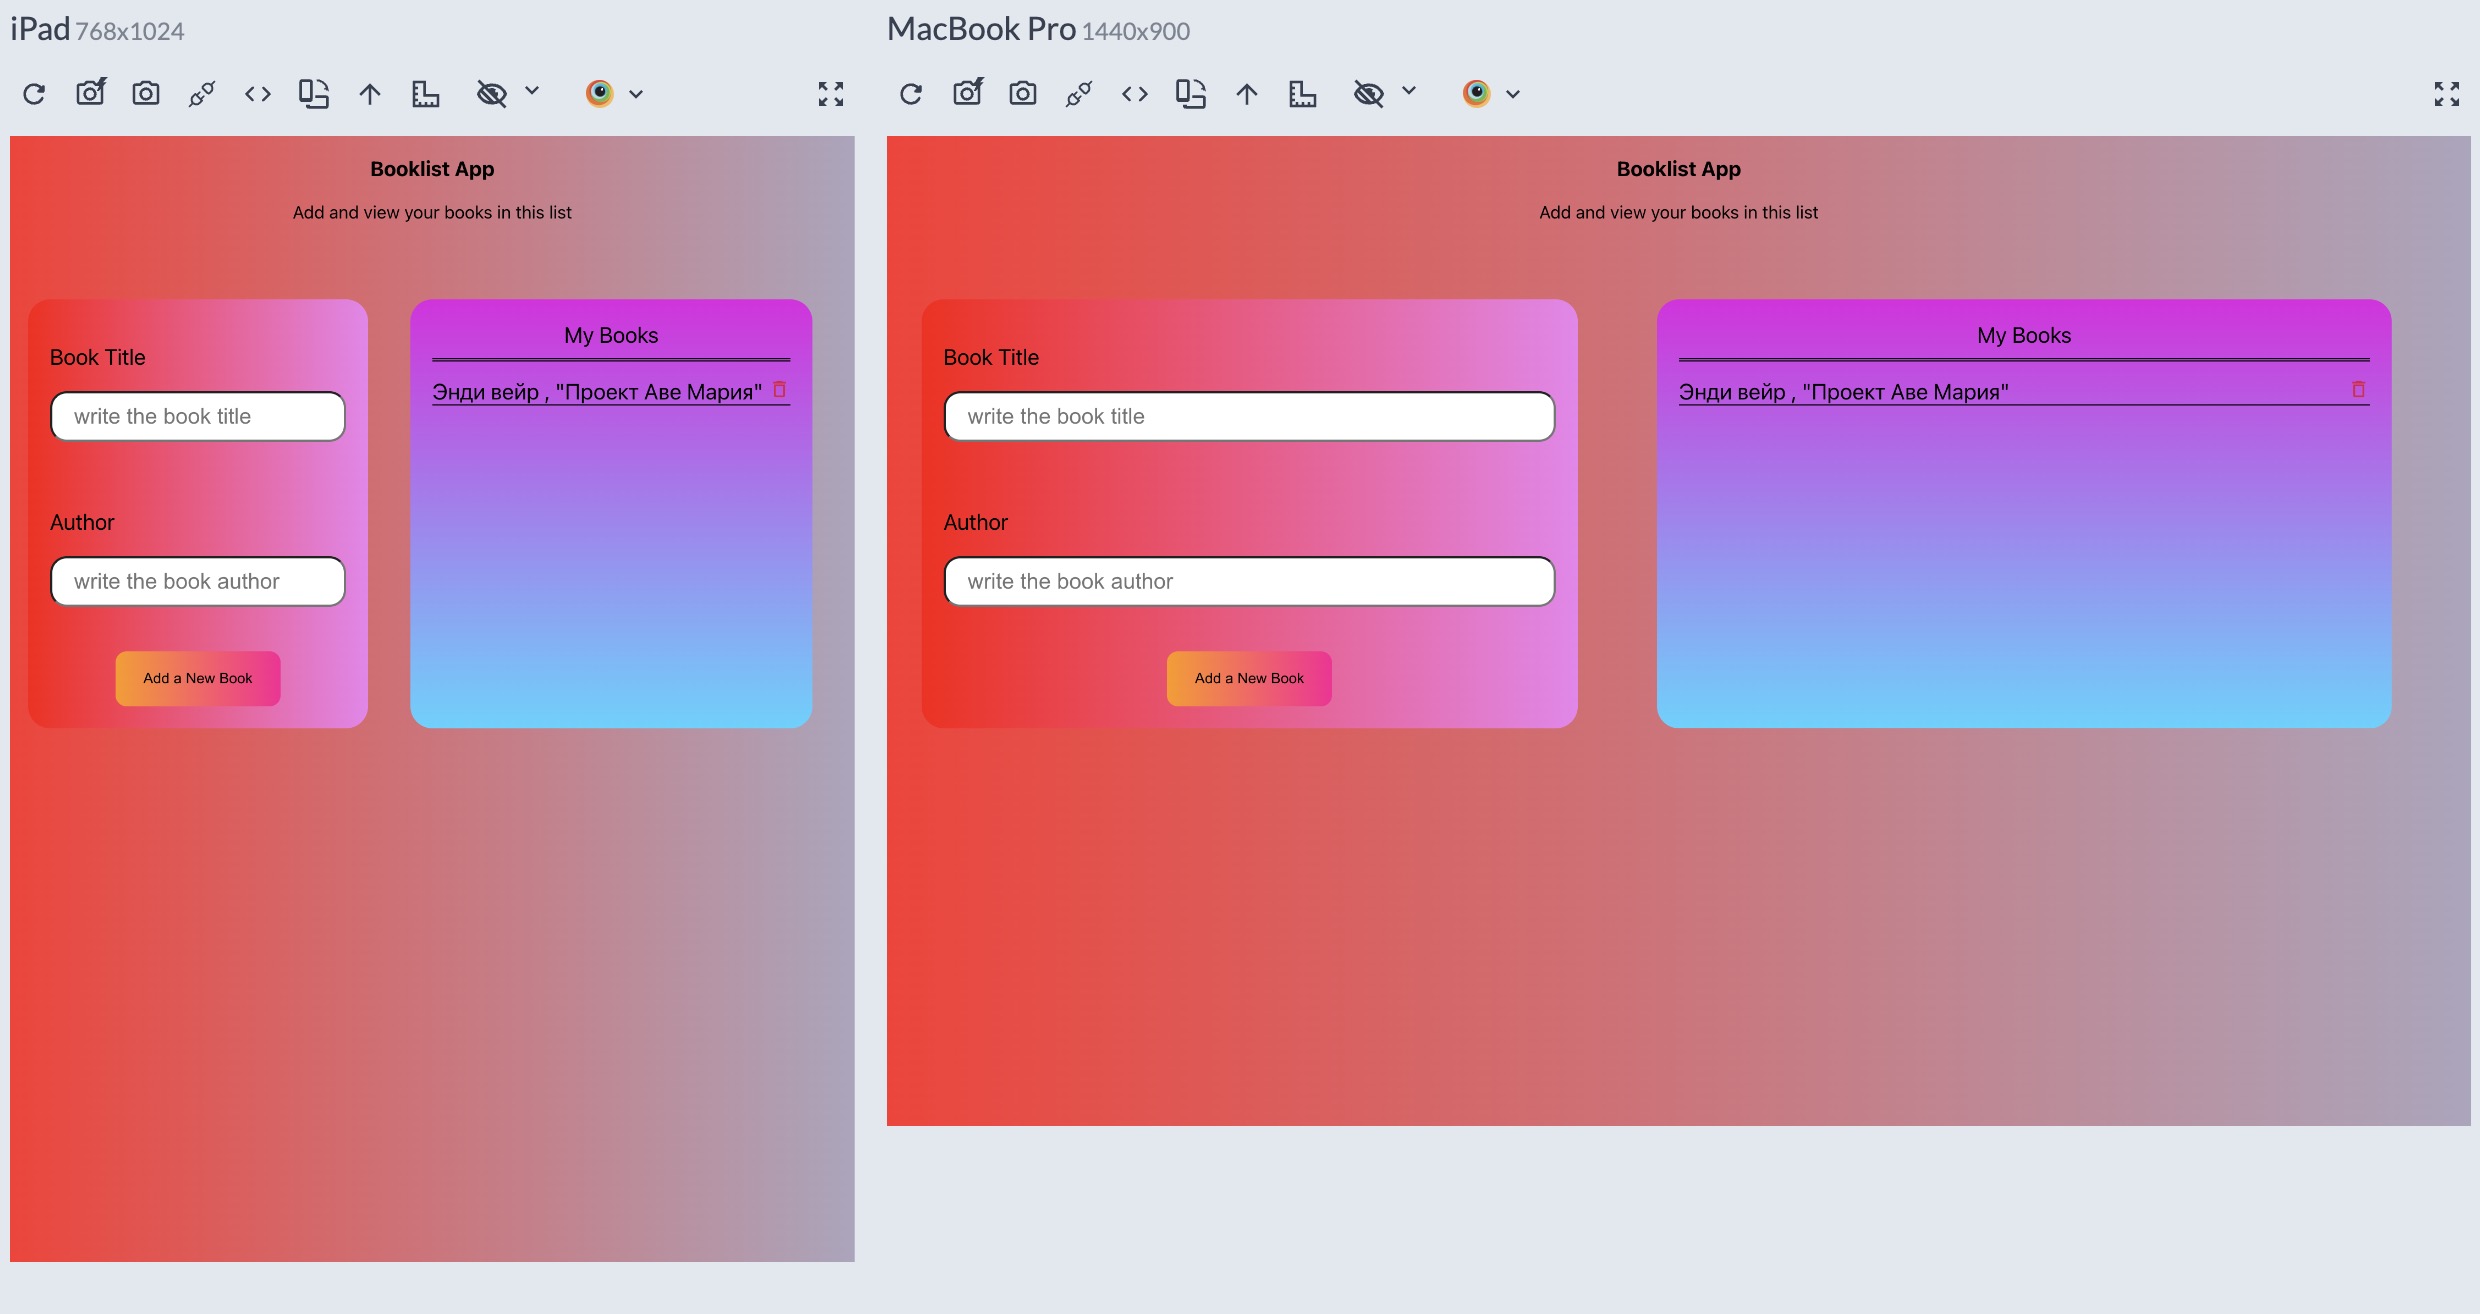 iPad 768x1024
Booklist App
Add and view your books in this list
Book Title
write the book title
Author
write the book author
Add a New Book
My Books
Энди вейр , "Проект Аве Мария"
MacBook Pro 1440x900
Booklist App
Add and view your books in this list
Book Title
write the book title
Author
write the book author
Add a New Book
My Books
Энди вейр , "Проект Аве Мария"